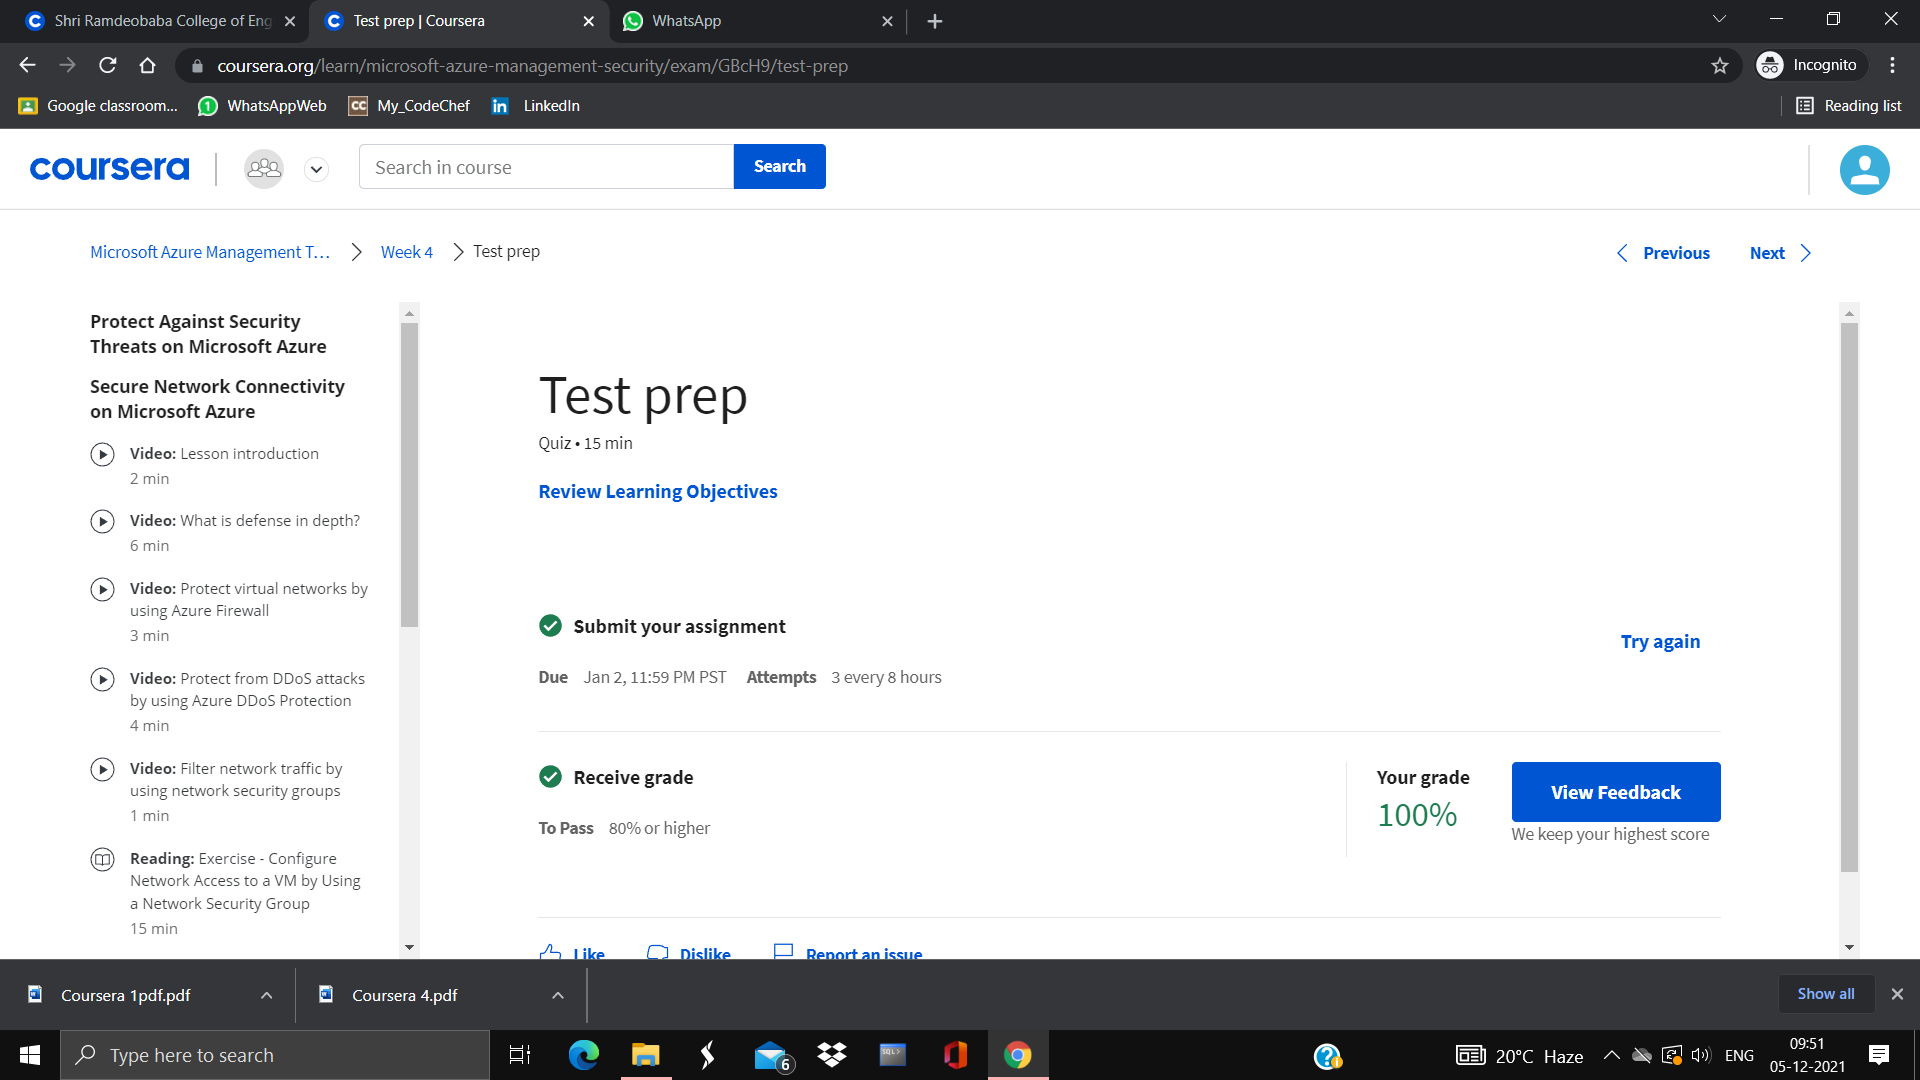 Shri Ramdeobaba College of Eng
Test prep | Coursera
WhatsApp
coursera.org/learn/microsoft-azure-management-security/exam/GBcH9/test-prep
Incognito
Google classroom...
WhatsAppWeb
CC My_CodeChef
in LinkedIn
Reading list
coursera
Search in course
Search
Microsoft Azure Management T...
Week 4
Test prep
Previous
Next
Protect Against Security
Threats on Microsoft Azure
Secure Network Connectivity
on Microsoft Azure
Video: Lesson introduction
2 min
Video: What is defense in depth?
6 min
Video: Protect virtual networks by
using Azure Firewall
3 min
Video: Protect from DDoS attacks
by using Azure DDoS Protection
4 min
Video: Filter network traffic by
using network security groups
1 min
Reading: Exercise - Configure
Network Access to a VM by Using
a Network Security Group
15 min
Test prep
Quiz • 15 min
Review Learning Objectives
Submit your assignment
Due Jan 2, 11:59 PM PST Attempts 3 every 8 hours
Try again
Receive grade
To Pass 80% or higher
Your grade
100%
View Feedback
We keep your highest score
Like
Dislike
Report an issue
Coursera 1pdf.pdf
Coursera 4.pdf
Show all
Type here to search
6
SQL>
20°C Haze
ENG
09:51
05-12-2021